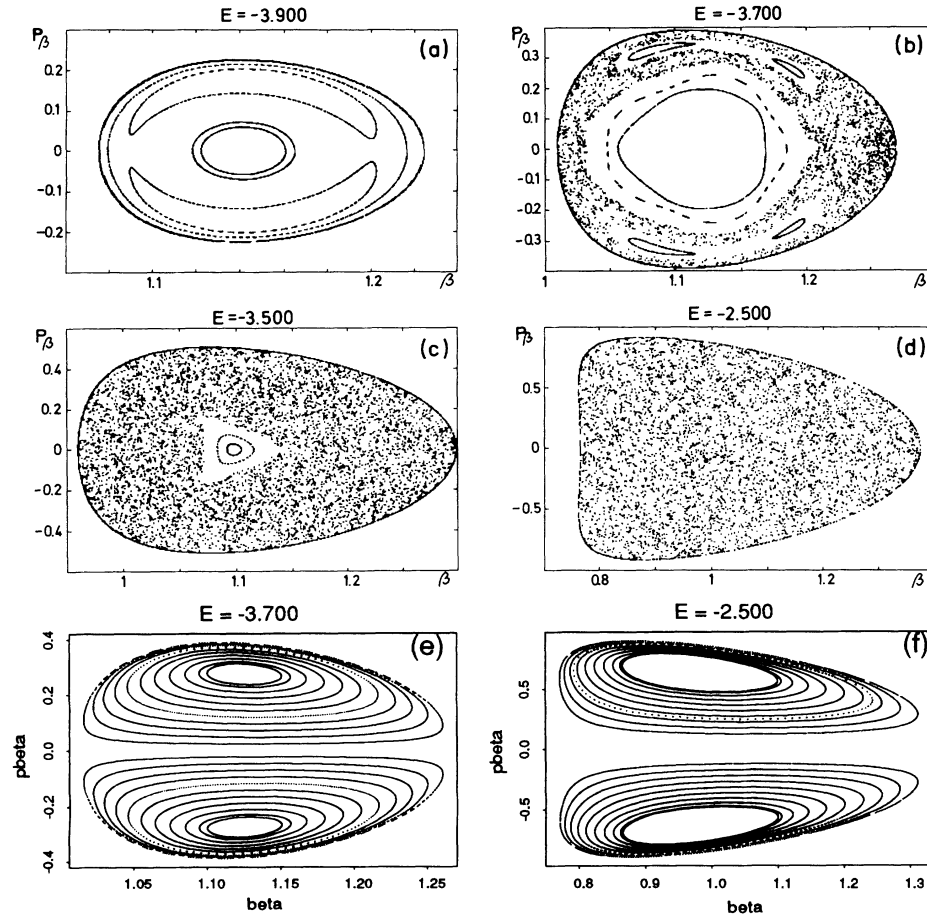 E = -3.900
(a)
Pβ
0.2
0.1
0
-0.1
-0.2
1.1
1.2
β
E = -3.700
(b)
Pβ
0.3
0.2
0.1
0
-0.1
-0.2
-0.3
1
1.1
1.2
β
E = -3.500
(c)
Pβ
0.4
0.2
0
-0.2
-0.4
1
1.1
1.2
β
E = -2.500
(d)
Pβ
0.5
0
-0.5
0.8
1
1.2
β
E = -3.700
(e)
pbeta
0.4
0.2
0.0
-0.2
-0.4
1.05
1.10
1.15
1.20
1.25
beta
E = -2.500
(f)
pbeta
0.5
0.0
-0.5
0.8
0.9
1.0
1.1
1.2
1.3
beta